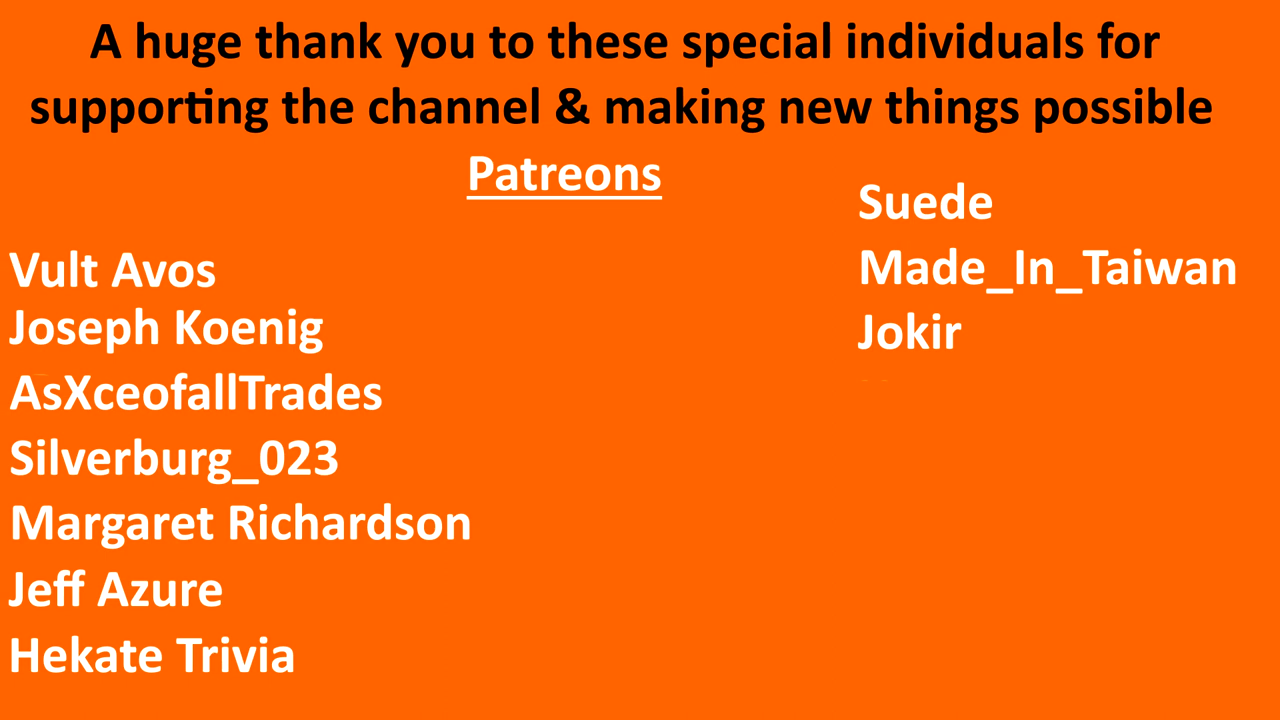 A huge thank you to these special individuals for
supporting the channel & making new things possible
Patreons
Vult Avos
Joseph Koenig
AsXceofallTrades
Silverburg_023
Margaret Richardson
Jeff Azure
Hekate Trivia
Suede
Made_In_Taiwan
Jokir